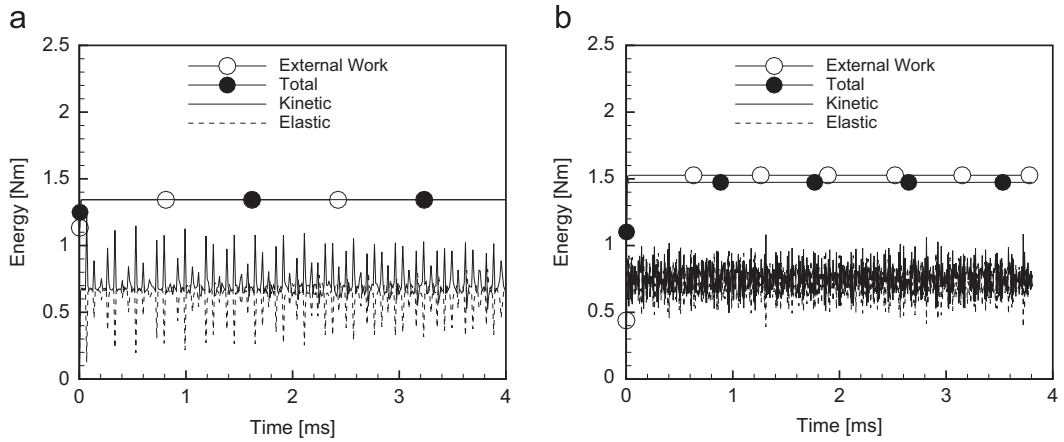 a
2.5
2
1.5
1
0.5
0
Energy [Nm]
External Work
Total
Kinetic
Elastic
0
1
2
3
4
Time [ms]
b
2.5
2
1.5
1
0.5
0
Energy [Nm]
External Work
Total
Kinetic
Elastic
0
1
2
3
4
Time [ms]